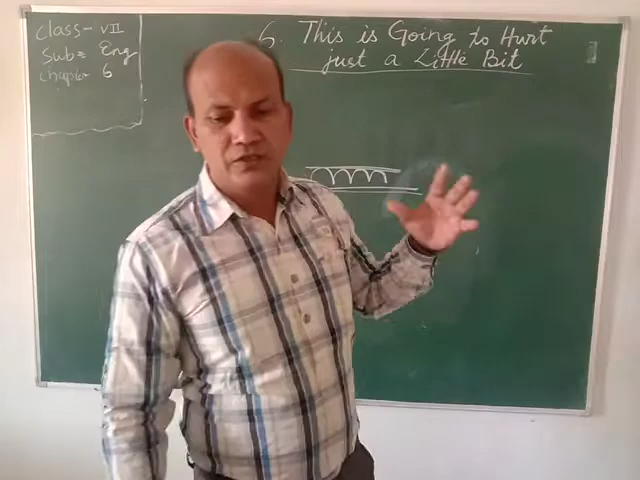 Class- VII
Sub= Eng
Chapter 6
6. This is Going to Hurt
just a Little Bit